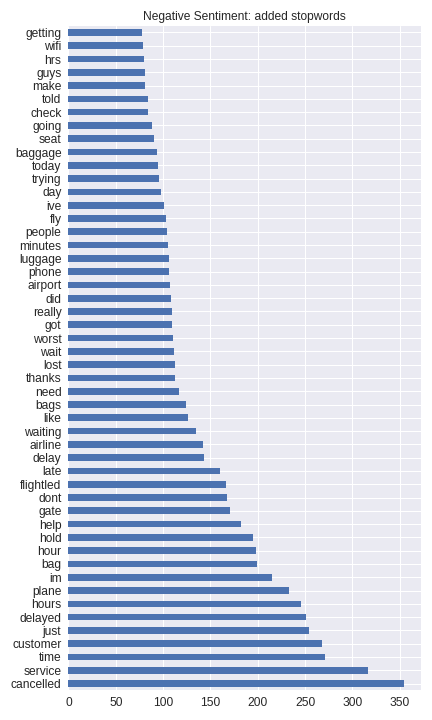 Negative Sentiment: added stopwords
getting
wifi
hrs
guys
make
told
check
going
seat
baggage
today
trying
day
ive
fly
people
minutes
luggage
phone
airport
did
really
got
worst
wait
lost
thanks
need
bags
like
waiting
airline
delay
late
flightled
dont
gate
help
hold
hour
bag
im
plane
hours
delayed
just
customer
time
service
cancelled
0 50 100 150 200 250 300 350